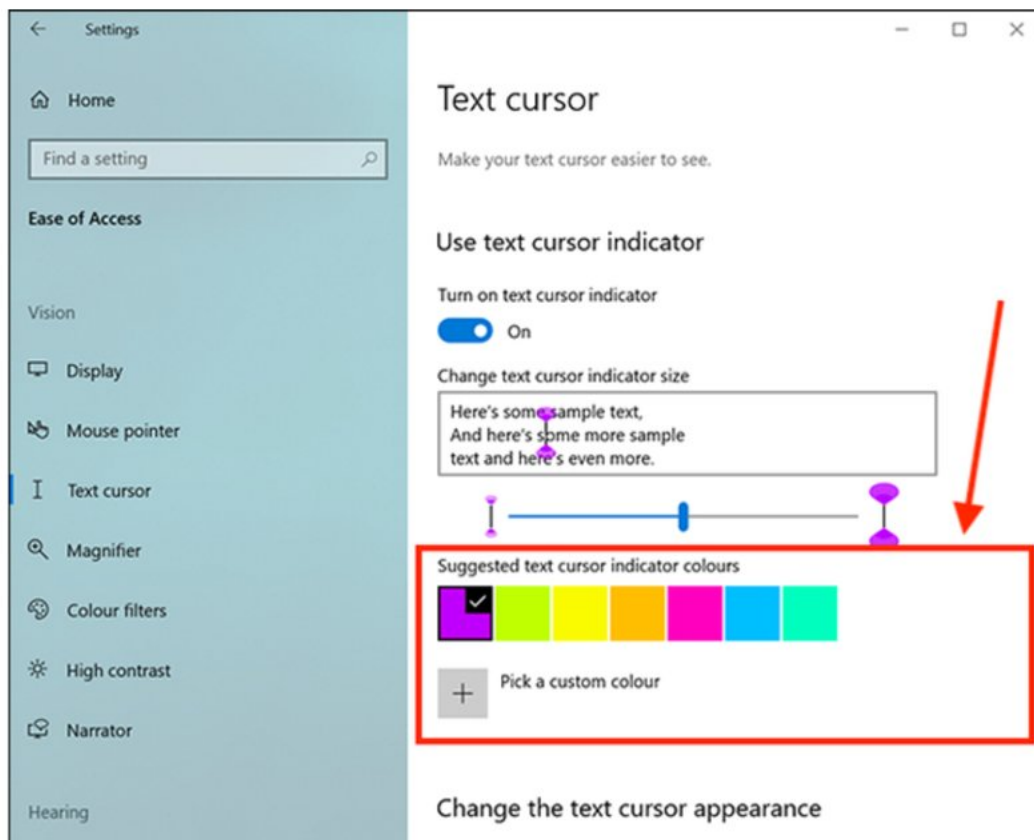 Settings
Home
Find a setting
Ease of Access
Vision
Display
Mouse pointer
Text cursor
Magnifier
Colour filters
High contrast
Narrator
Hearing
Text cursor
Make your text cursor easier to see.
Use text cursor indicator
Turn on text cursor indicator
On
Change text cursor indicator size
Here's some sample text,
And here's some more sample
text and here's even more.
Suggested text cursor indicator colours
Pick a custom colour
Change the text cursor appearance